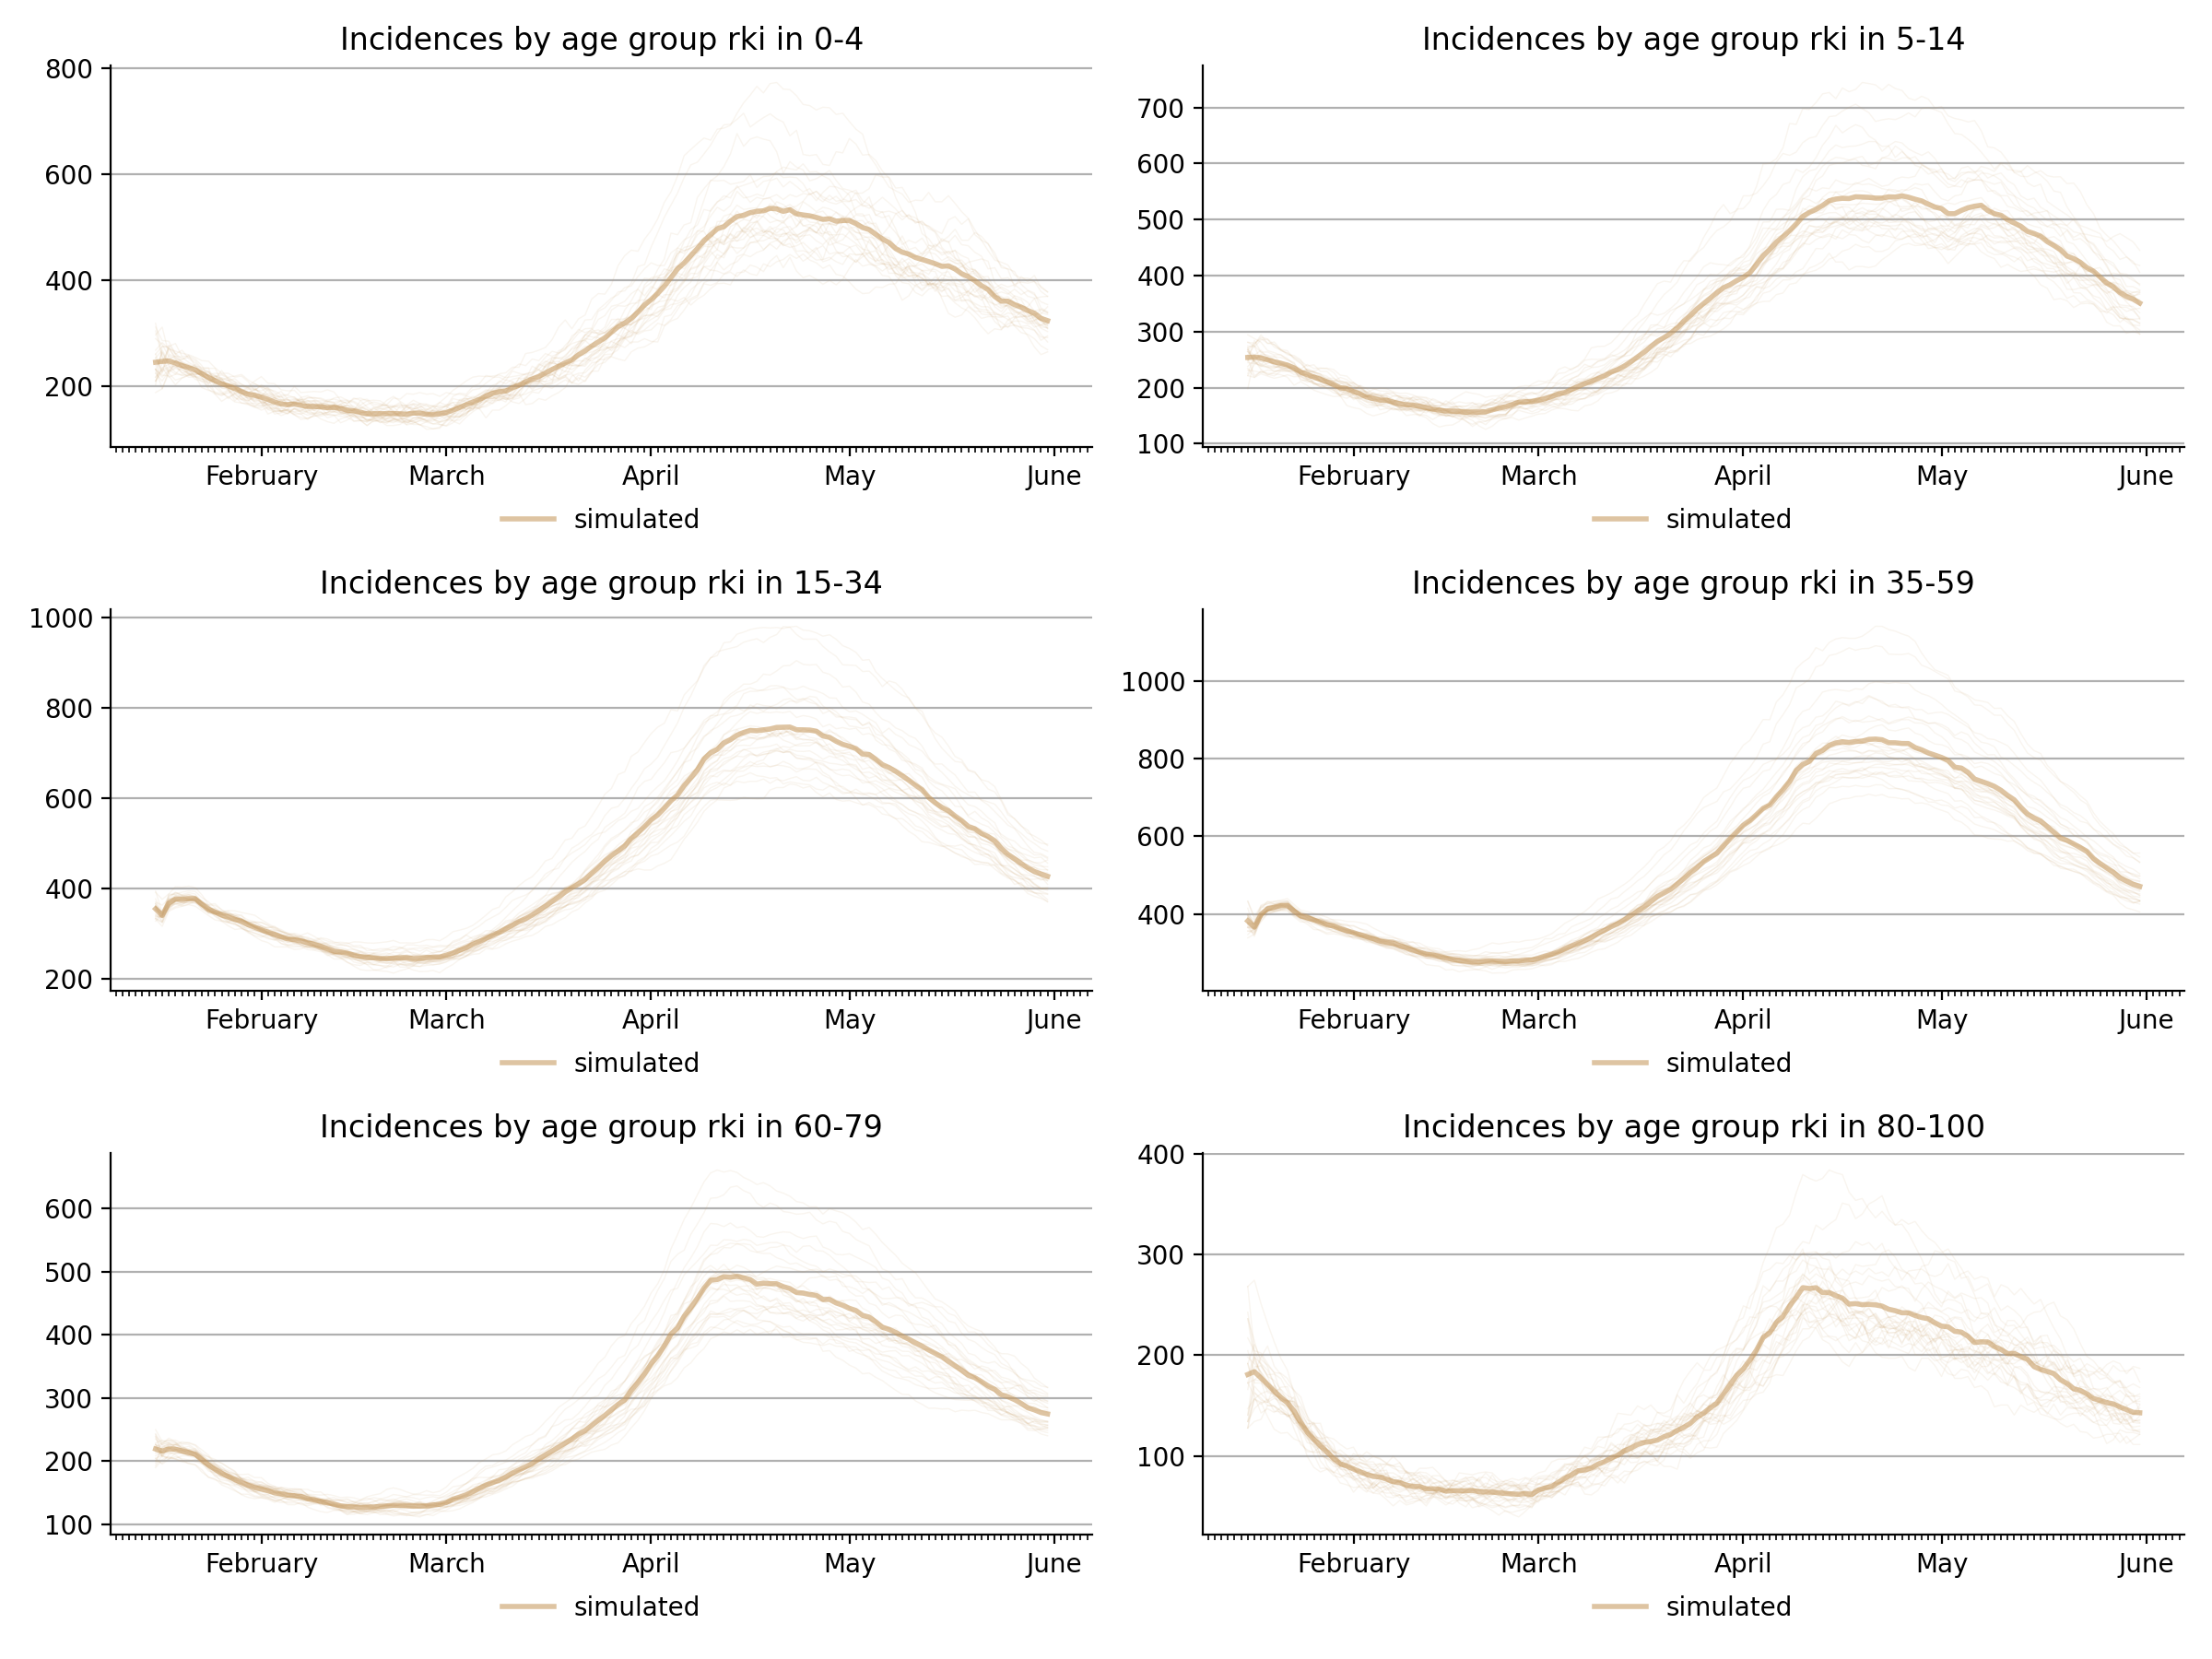 Incidences by age group rki in 0-4
800
600
400
200
February March April May June
simulated
Incidences by age group rki in 5-14
700
600
500
400
300
200
100
February March April May June
simulated
Incidences by age group rki in 15-34
1000
800
600
400
200
February March April May June
simulated
Incidences by age group rki in 35-59
1000
800
600
400
February March April May June
simulated
Incidences by age group rki in 60-79
600
500
400
300
200
100
February March April May June
simulated
Incidences by age group rki in 80-100
400
300
200
100
February March April May June
simulated